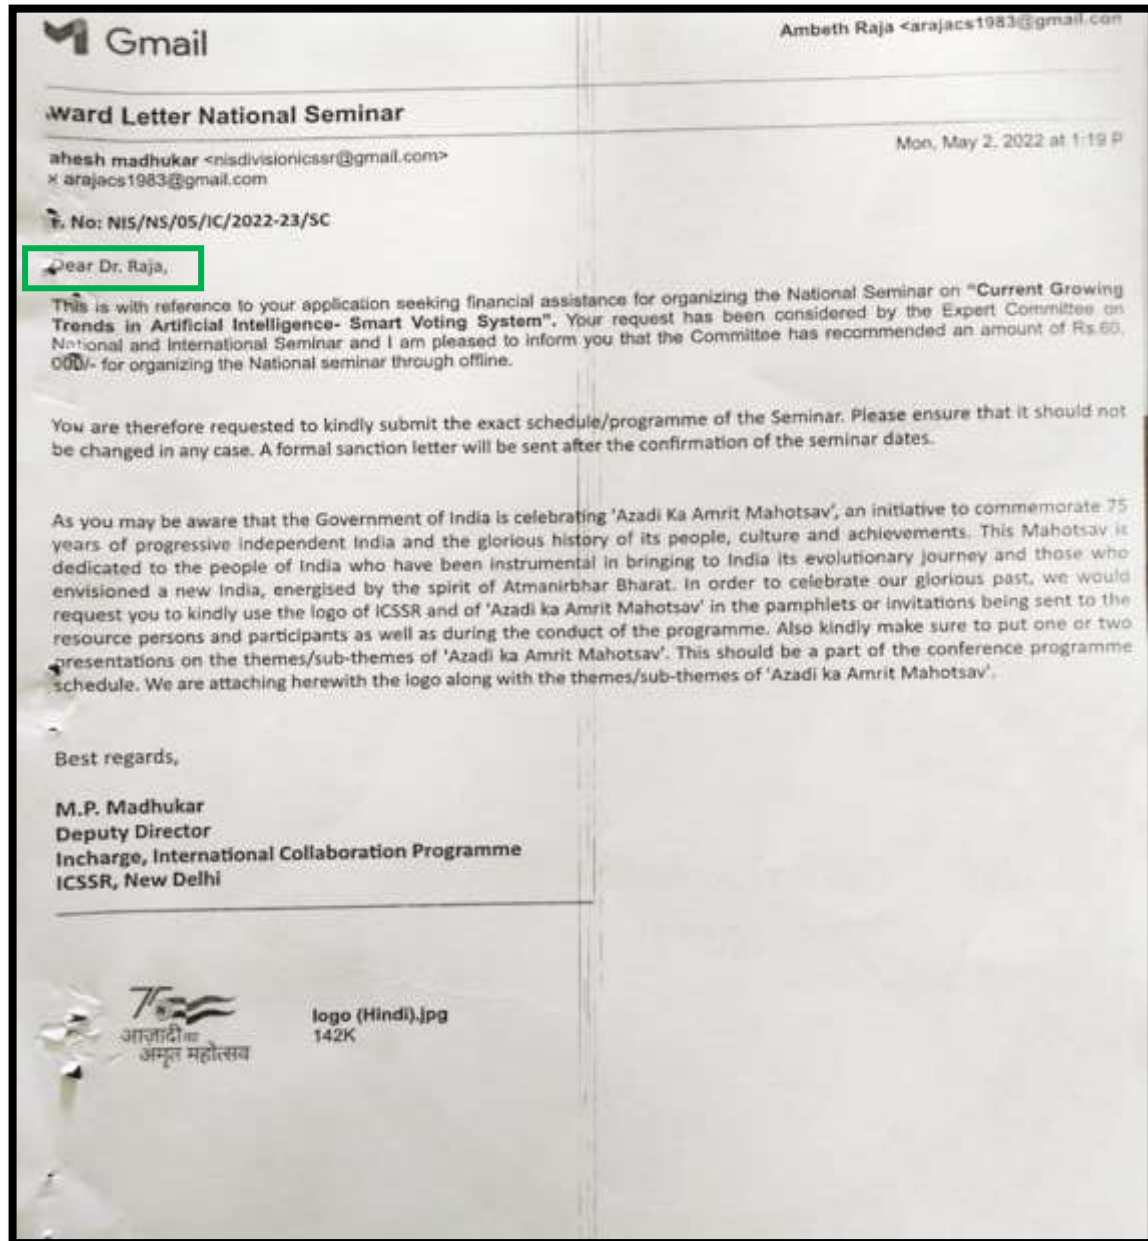 Gmail
Ambeth Raja <arajacs1983@gmail.com
ward Letter National Seminar
Mon, May 2, 2022 at 1:19 P
ahesh madhukar <nisdivisionicssr@gmail.com>
arajacs1983@gmail.com
F. No: NIS/NS/05/IC/2022-23/SC
Dear Dr. Raja,
This is with reference to your application seeking financial assistance for organizing the National Seminar on "Current Growing
Trends in Artificial Intelligence- Smart Voting System". Your request has been considered by the Expert Committee on
National and International Seminar and I am pleased to inform you that the Committee has recommended an amount of Rs.60,
000/- for organizing the National seminar through offline.
You are therefore requested to kindly submit the exact schedule/programme of the Seminar. Please ensure that it should not
be changed in any case. A formal sanction letter will be sent after the confirmation of the seminar dates.
As you may be aware that the Government of India is celebrating 'Azadi Ka Amrit Mahotsav', an initiative to commemorate 75
years of progressive independent India and the glorious history of its people, culture and achievements. This Mahotsav is
dedicated to the people of India who have been instrumental in bringing to India its evolutionary journey and those who
envisioned a new India, energised by the spirit of Atmanirbhar Bharat. In order to celebrate our glorious past, we would
request you to kindly use the logo of ICSSR and of 'Azadi ka Amrit Mahotsav' in the pamphlets or invitations being sent to the
resource persons and participants as well as during the conduct of the programme. Also kindly make sure to put one or two
presentations on the themes/sub-themes of 'Azadi ka Amrit Mahotsav'. This should be a part of the conference programme
schedule. We are attaching herewith the logo along with the themes/sub-themes of 'Azadi ka Amrit Mahotsav'.
Best regards,
M.P. Madhukar
Deputy Director
Incharge, International Collaboration Programme
ICSSR, New Delhi
75
आज़ादी का
अमृत महोत्सव
logo (Hindi).jpg
142K